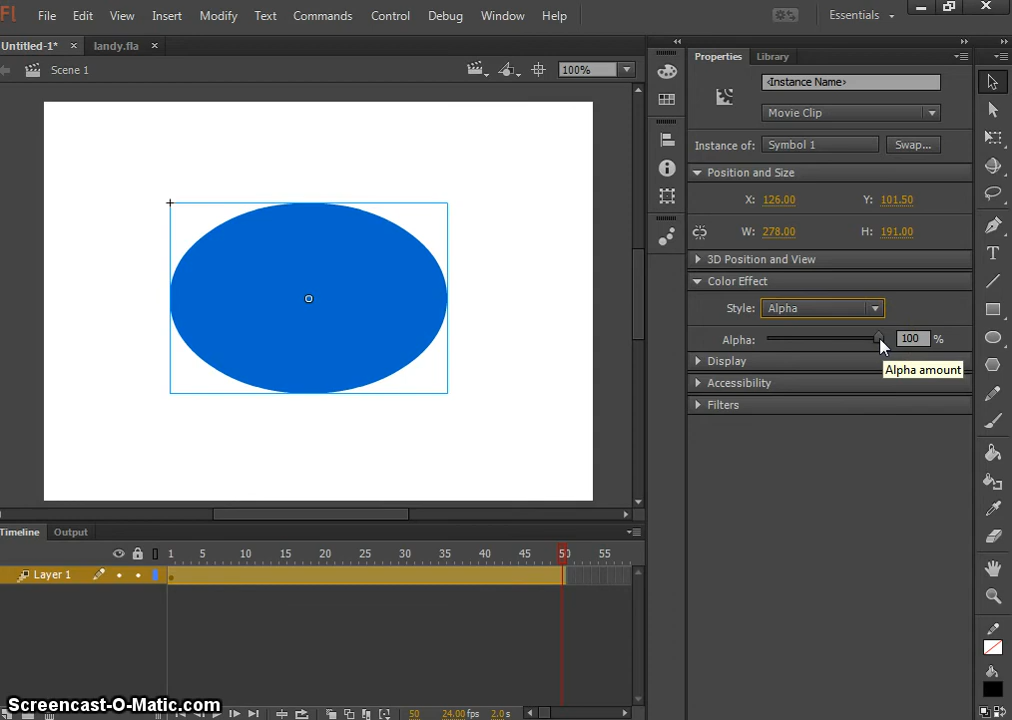 Fl File Edit View Insert Modify Text Commands Control Debug Window Help Essentials
Untitled-1* × landy.fla ×
Scene 1 100%
Properties Library
<Instance Name>
Movie Clip
Instance of: Symbol 1 Swap...
Position and Size
X: 126.00 Y: 101.50
W: 278.00 H: 191.00
3D Position and View
Color Effect
Style: Alpha
Alpha: 100 %
Alpha amount
Display
Accessibility
Filters
Timeline Output
1 5 10 15 20 25 30 35 40 45 50 55
Layer 1
Screencast-O-Matic.com
50 24.00 fps 2.0 s